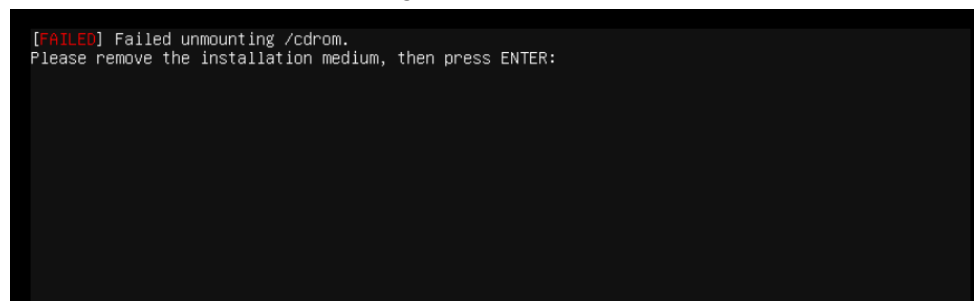 [FAILED] Failed unmounting /cdrom.
Please remove the installation medium, then press ENTER: